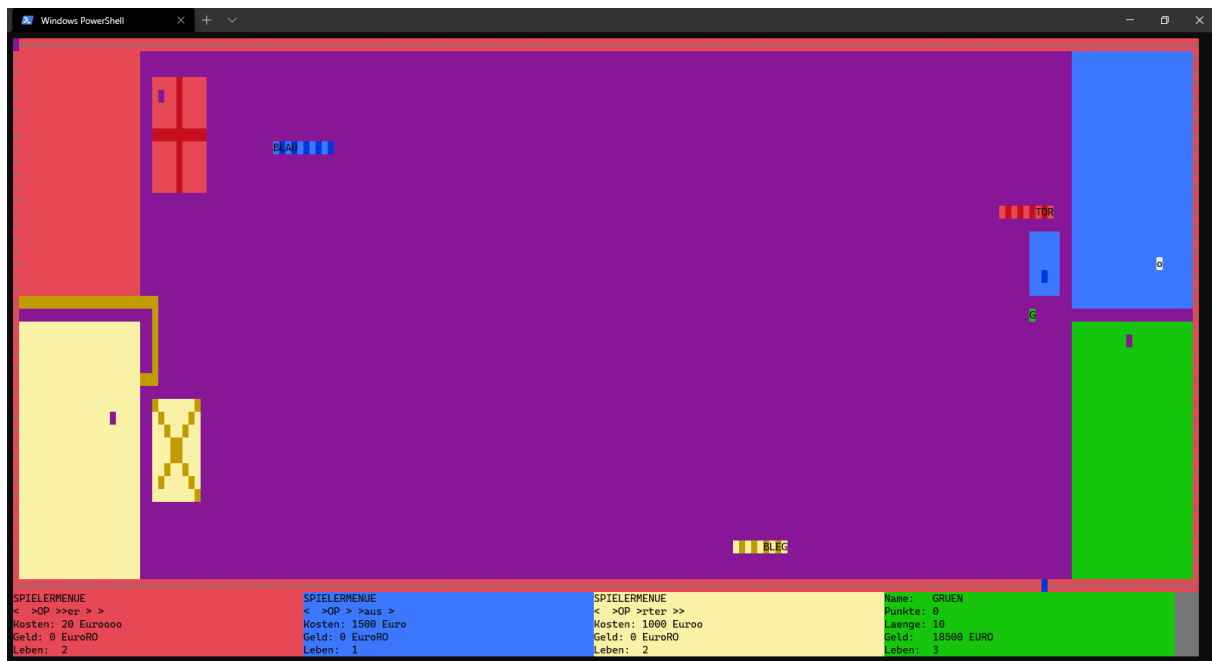 Windows PowerShell
BLAU
TOR
o
G
BLEG
SPIELERMENUE
< >OP >>er > >
Kosten: 20 Euroooo
Geld: 0 EuroRO
Leben: 2
SPIELERMENUE
< >OP > >aus >
Kosten: 1500 Euro
Geld: 0 EuroRO
Leben: 1
SPIELERMENUE
< >OP >rter >>
Kosten: 1000 Euroo
Geld: 0 EuroRO
Leben: 2
Name: GRUEN
Punkte: 0
Laenge: 10
Geld: 18500 EURO
Leben: 3